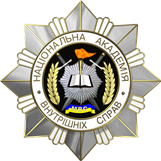 НАЦІОНАЛЬНА АКАДЕМІЯ
ВНУТРІШНІХ СПРАВ